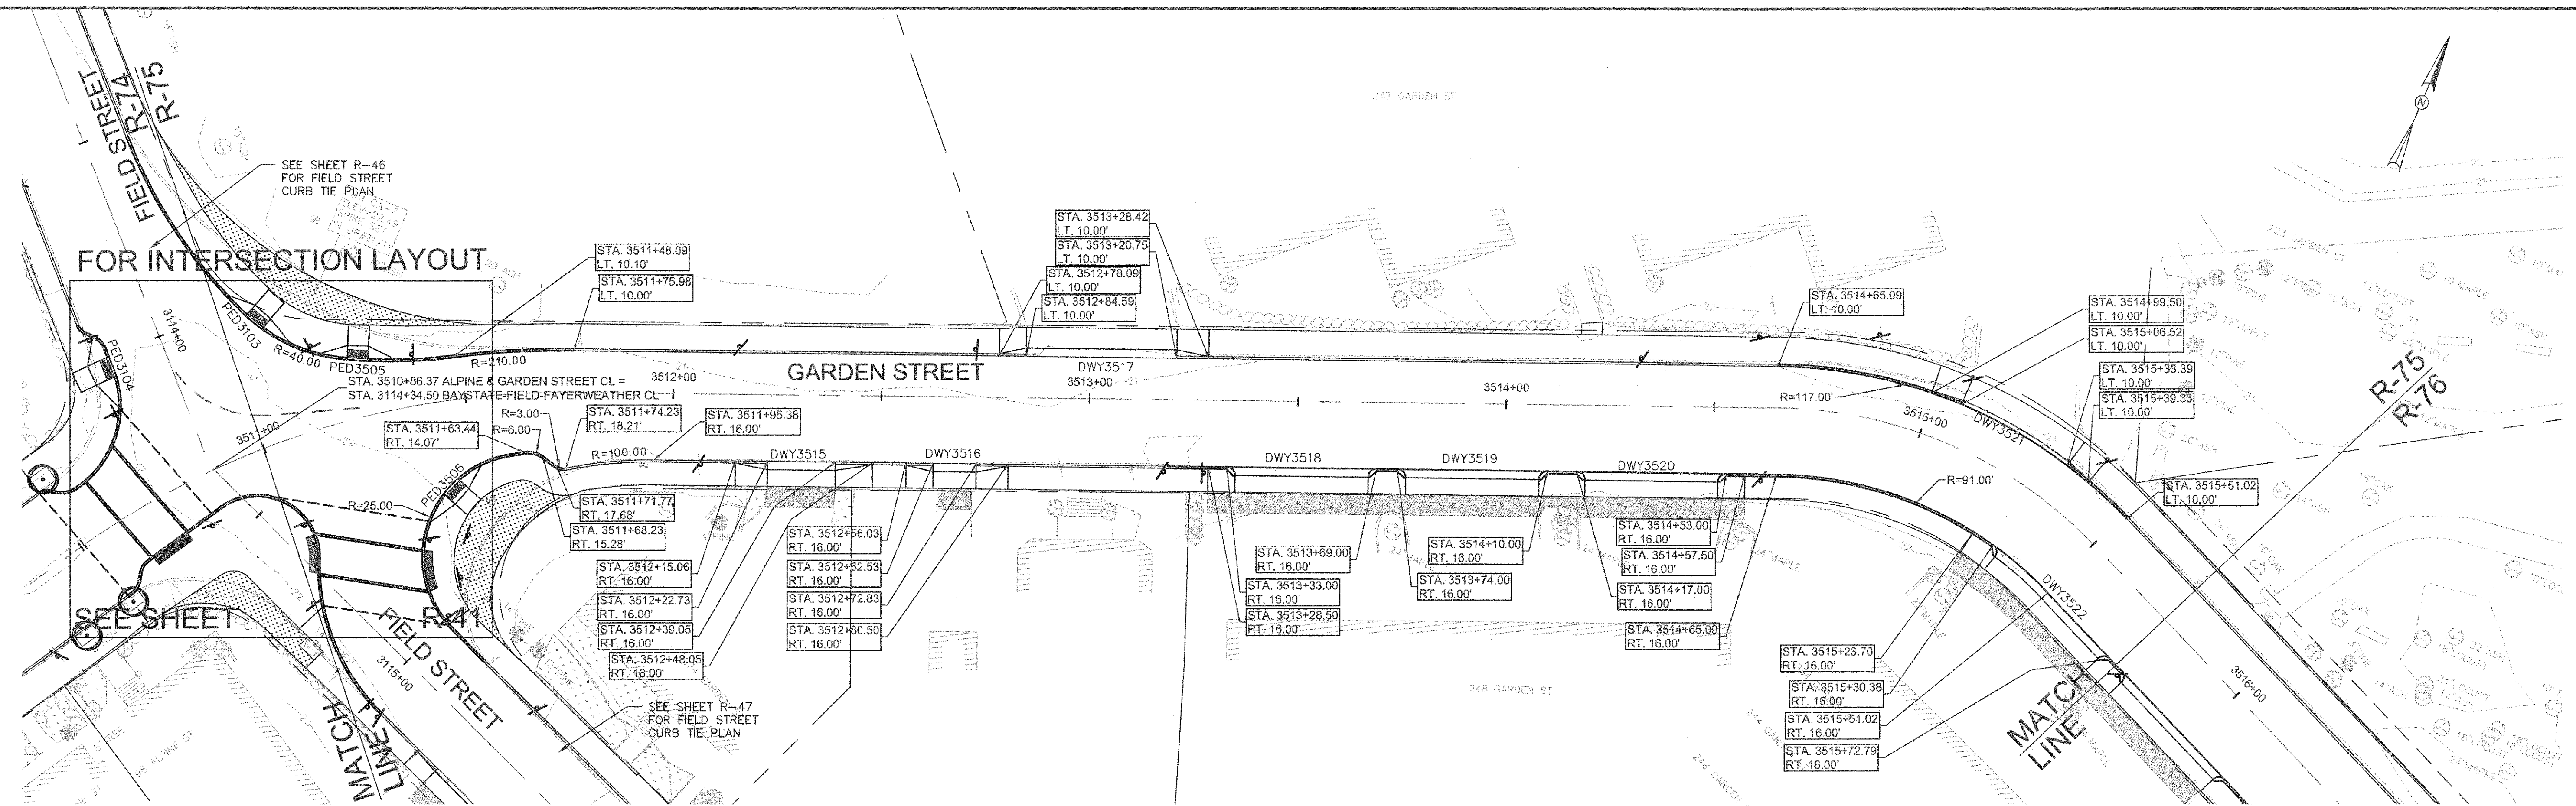 FIELD STREET
R-74
R-75
SEE SHEET R-46
FOR FIELD STREET
CURB TIE PLAN
FOR INTERSECTION LAYOUT
3114+00
PED3103
R=40.00
PED3505
PED3104
R=210.00
STA. 3511+48.09
LT. 10.10'
STA. 3511+75.98
LT. 10.00'
STA. 3510+86.37 ALPINE & GARDEN STREET CL =
STA. 3114+34.50 BAYSTATE-FIELD-FAYERWEATHER CL
3511+00
3512+00
GARDEN STREET
STA. 3513+28.42
LT. 10.00'
STA. 3513+20.75
LT. 10.00'
STA. 3512+78.09
LT. 10.00'
STA. 3512+84.59
LT. 10.00'
DWY3517
3513+00
247 GARDEN ST
3514+00
STA. 3514+65.09
LT. 10.00'
R=117.00'
3515+00
N
STA. 3514+99.50
LT. 10.00'
STA. 3515+06.52
LT. 10.00'
STA. 3515+33.39
LT. 10.00'
STA. 3515+39.33
LT. 10.00'
DWY3521
STA. 3515+51.02
LT. 10.00'
R-75
R-76
STA. 3511+63.44
RT. 14.07'
R=3.00
R=6.00
STA. 3511+74.23
RT. 18.21'
STA. 3511+95.38
RT. 16.00'
R=100.00
PED3506
R=25.00
STA. 3511+71.77
RT. 17.68'
STA. 3511+68.23
RT. 15.28'
DWY3515
DWY3516
STA. 3512+15.06
RT. 16.00'
STA. 3512+22.73
RT. 16.00'
STA. 3512+39.05
RT. 16.00'
STA. 3512+48.05
RT. 16.00'
STA. 3512+56.03
RT. 16.00'
STA. 3512+62.53
RT. 16.00'
STA. 3512+72.83
RT. 16.00'
STA. 3512+80.50
RT. 16.00'
DWY3518
DWY3519
DWY3520
STA. 3513+69.00
RT. 16.00'
STA. 3513+33.00
RT. 16.00'
STA. 3513+28.50
RT. 16.00'
STA. 3514+10.00
RT. 16.00'
STA. 3513+74.00
RT. 16.00'
STA. 3514+53.00
RT. 16.00'
STA. 3514+57.50
RT. 16.00'
STA. 3514+17.00
RT. 16.00'
STA. 3514+65.09
RT. 16.00'
R=91.00'
DWY3522
STA. 3515+23.70
RT. 16.00'
STA. 3515+30.38
RT. 16.00'
STA. 3515+51.02
RT. 16.00'
STA. 3515+72.79
RT. 16.00'
3516+00
MATCH
LINE
248 GARDEN ST
SEE SHEET R-41
FIELD STREET
3115+00
MATCH
LINE
SEE SHEET R-47
FOR FIELD STREET
CURB TIE PLAN
98 ALPINE ST